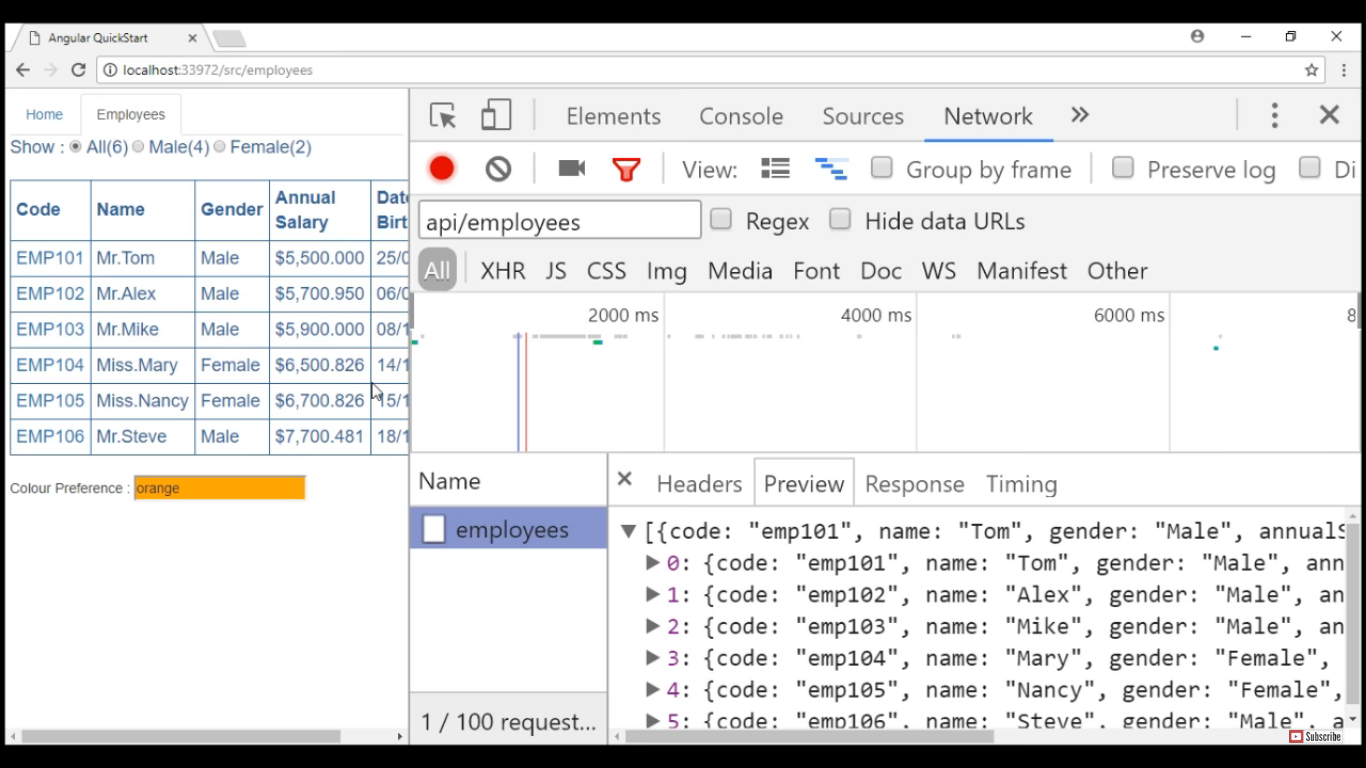 Angular QuickStart
localhost:33972/src/employees
Home Employees
Show : All(6) Male(4) Female(2)
Code Name Gender Annual Salary Date Birt
EMP101 Mr.Tom Male $5,500.000 25/0
EMP102 Mr.Alex Male $5,700.950 06/0
EMP103 Mr.Mike Male $5,900.000 08/1
EMP104 Miss.Mary Female $6,500.826 14/1
EMP105 Miss.Nancy Female $6,700.826 15/1
EMP106 Mr.Steve Male $7,700.481 18/1
Colour Preference : orange
Elements Console Sources Network
View: Group by frame Preserve log Di
api/employees Regex Hide data URLs
All XHR JS CSS Img Media Font Doc WS Manifest Other
2000 ms 4000 ms 6000 ms 8
Name Headers Preview Response Timing
employees
[{code: "emp101", name: "Tom", gender: "Male", annualS
0: {code: "emp101", name: "Tom", gender: "Male", ann
1: {code: "emp102", name: "Alex", gender: "Male", an
2: {code: "emp103", name: "Mike", gender: "Male", an
3: {code: "emp104", name: "Mary", gender: "Female",
4: {code: "emp105", name: "Nancy", gender: "Female",
5: {code: "emp106", name: "Steve", gender: "Male", a
1 / 100 request...
Subscribe